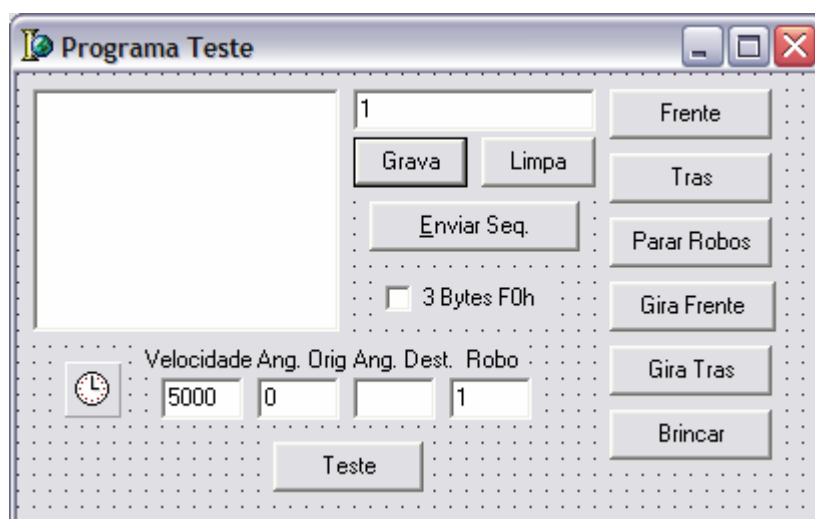 Programa Teste
1
Frente
Grava
Limpa
Tras
Enviar Seq.
Parar Robos
3 Bytes F0h
Gira Frente
Velocidade Ang. Orig Ang. Dest. Robo
5000 0 1
Gira Tras
Brincar
Teste